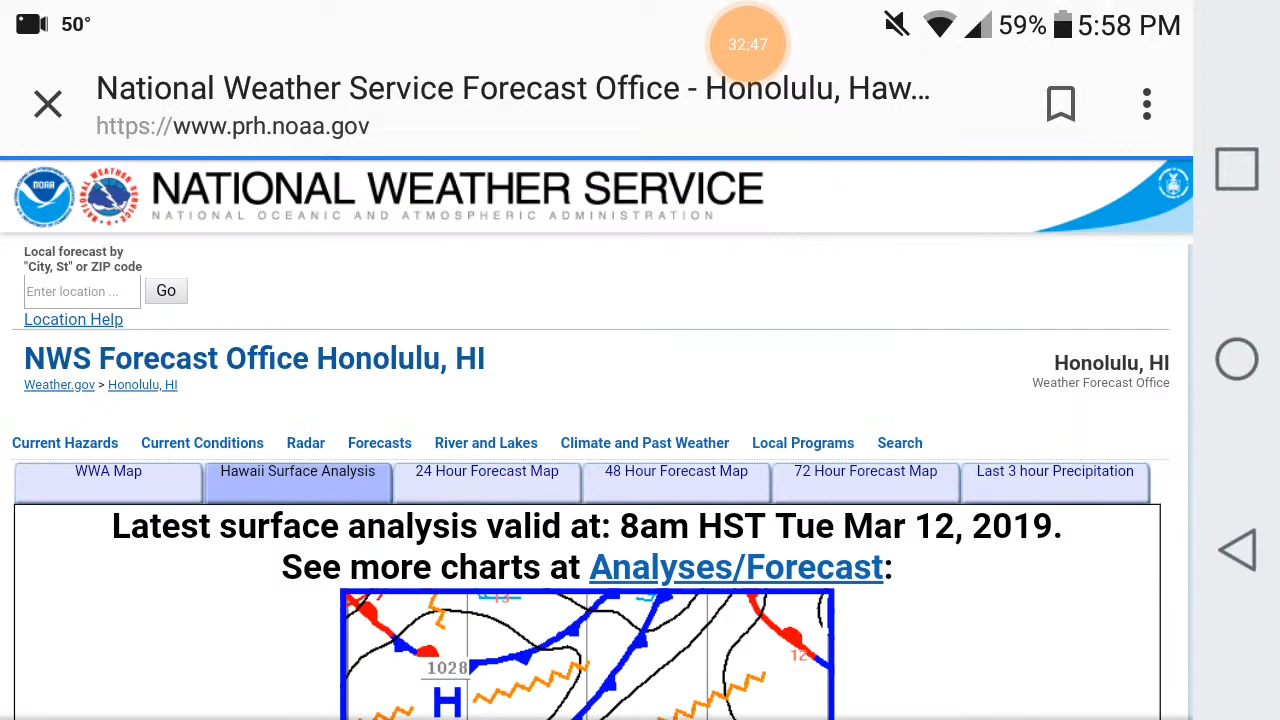 50°
32:47
59%
5:58 PM
National Weather Service Forecast Office - Honolulu, Haw...
https://www.prh.noaa.gov
NOAA
NATIONAL WEATHER SERVICE
NATIONAL OCEANIC AND ATMOSPHERIC ADMINISTRATION
Local forecast by
"City, St" or ZIP code
Enter location ...
Go
Location Help
NWS Forecast Office Honolulu, HI
Weather.gov > Honolulu, HI
Honolulu, HI
Weather Forecast Office
Current Hazards Current Conditions Radar Forecasts River and Lakes Climate and Past Weather Local Programs Search
WWA Map Hawaii Surface Analysis 24 Hour Forecast Map 48 Hour Forecast Map 72 Hour Forecast Map Last 3 hour Precipitation
Latest surface analysis valid at: 8am HST Tue Mar 12, 2019.
See more charts at Analyses/Forecast:
12
1028
H